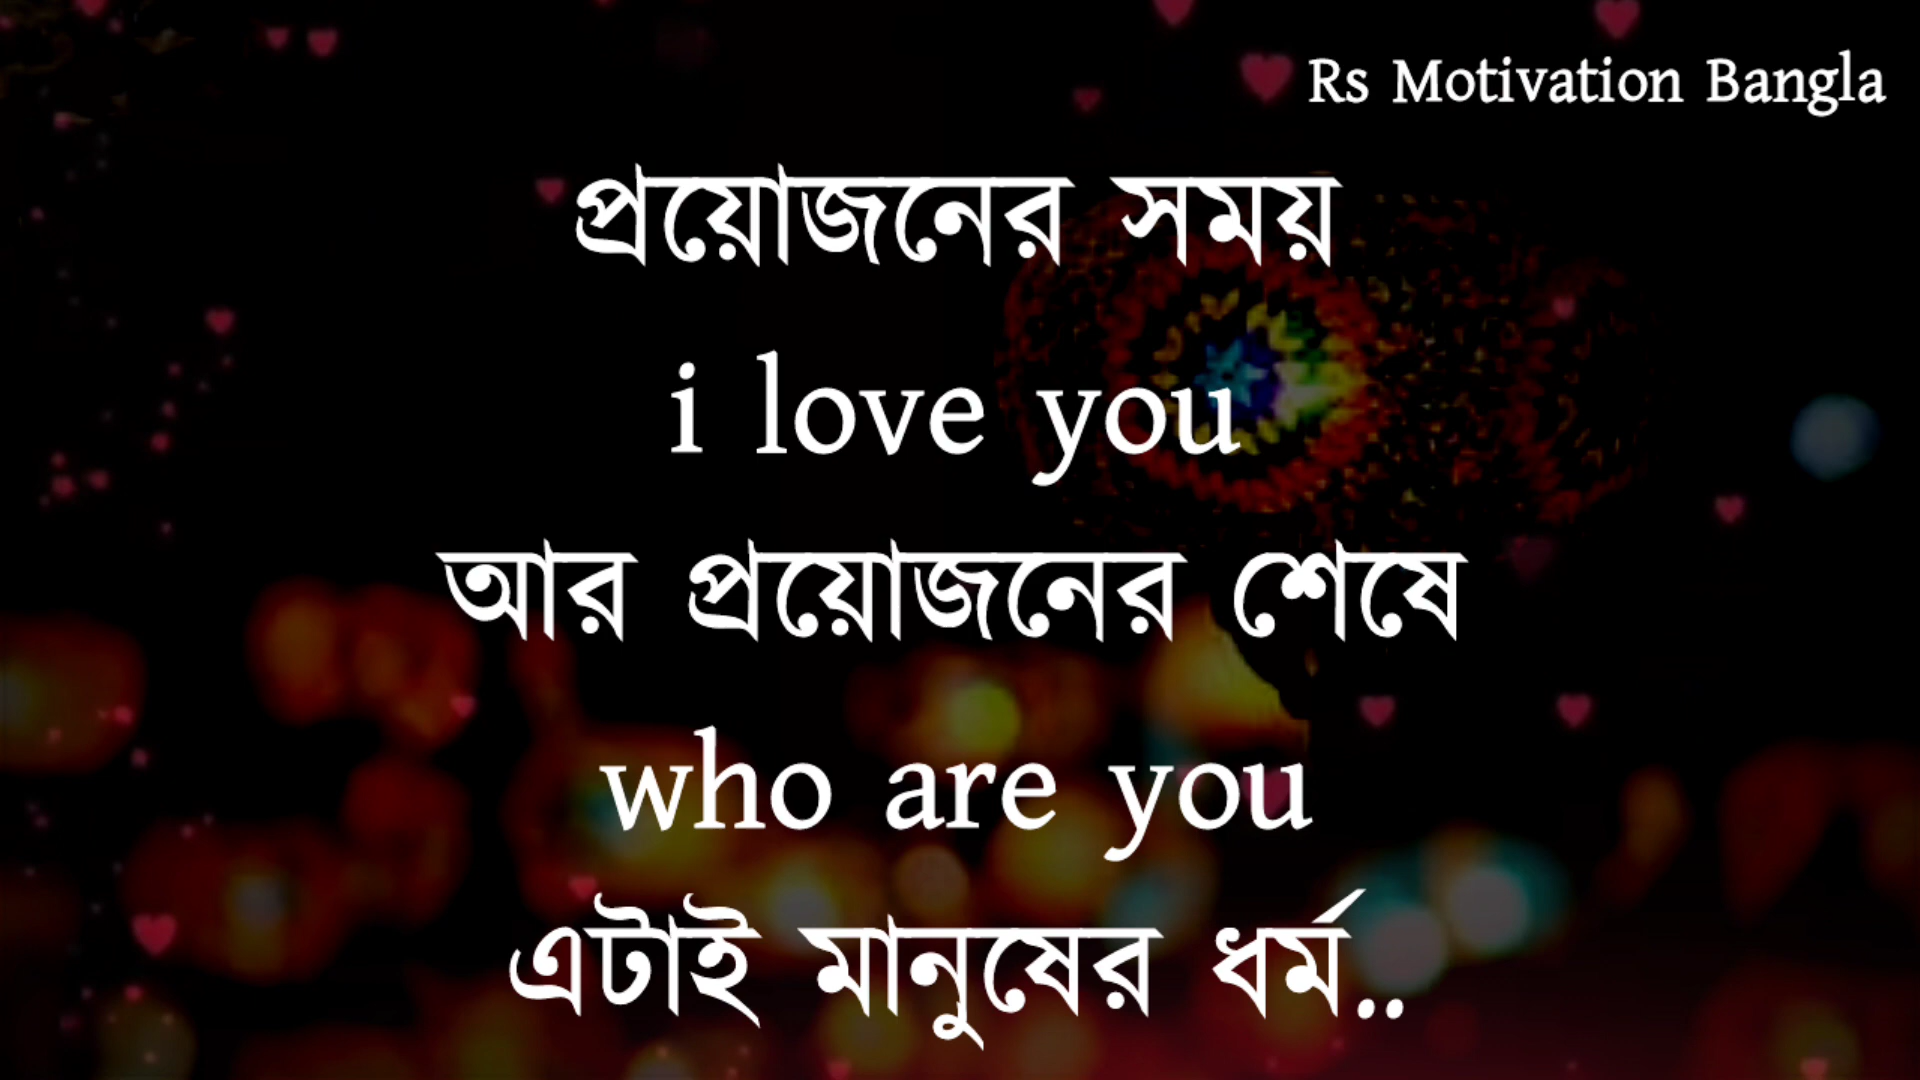 Rs Motivation Bangla
প্রয়োজনের সময়
i love you
আর প্রয়োজনের শেষে
who are you
এটাই মানুষের ধর্ম..